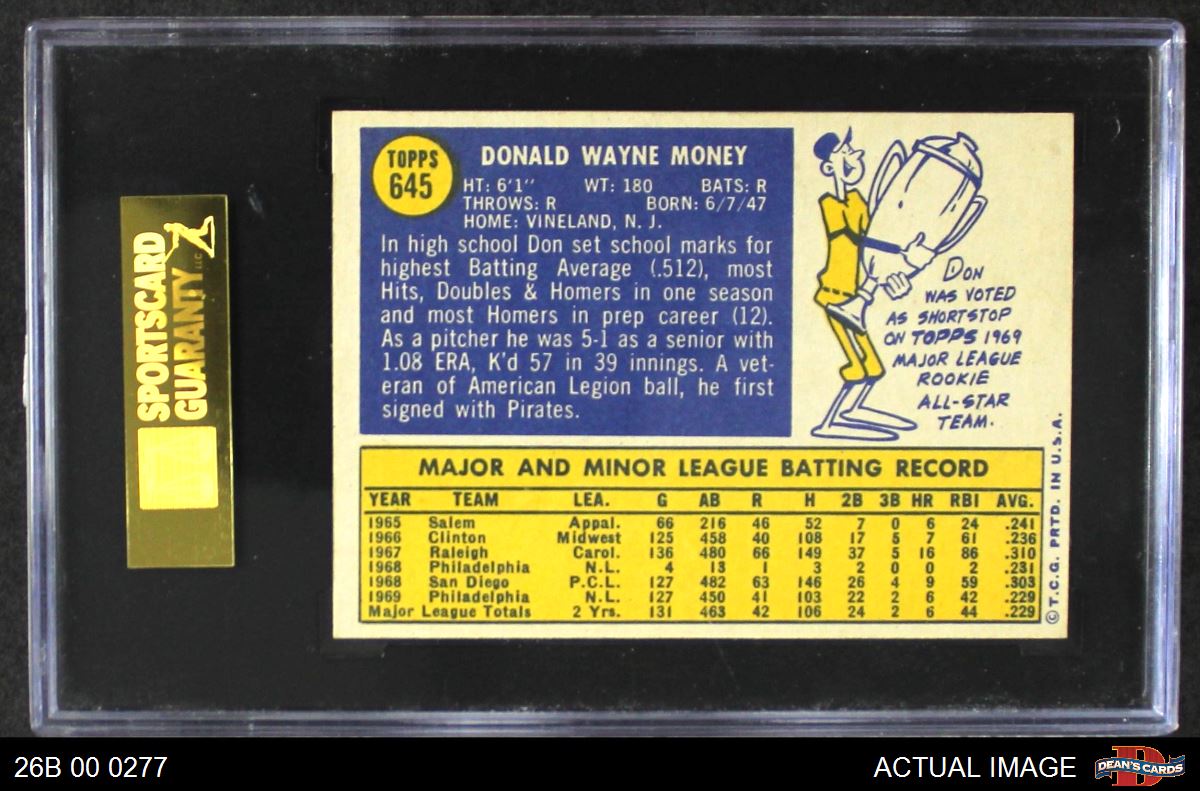 SPORTSCARD
GUARANTY LLC
TOPPS
645
DONALD WAYNE MONEY
HT: 6'1" WT: 180 BATS: R
THROWS: R BORN: 6/7/47
HOME: VINELAND, N. J.
In high school Don set school marks for
highest Batting Average (.512), most
Hits, Doubles & Homers in one season
and most Homers in prep career (12).
As a pitcher he was 5-1 as a senior with
1.08 ERA, K'd 57 in 39 innings. A vet-
eran of American Legion ball, he first
signed with Pirates.
DON
WAS VOTED
AS SHORTSTOP
ON TOPPS 1969
MAJOR LEAGUE
ROOKIE
ALL-STAR
TEAM.
MAJOR AND MINOR LEAGUE BATTING RECORD
YEAR TEAM LEA. G AB R H 2B 3B HR RBI AVG.
1965 Salem Appal. 66 216 46 52 7 0 6 24 .241
1966 Clinton Midwest 125 458 40 108 17 5 7 61 .236
1967 Raleigh Carol. 136 480 66 149 37 5 16 86 .310
1968 Philadelphia N.L. 4 13 1 3 2 0 0 2 .231
1968 San Diego P.C.L. 127 482 63 146 26 4 9 59 .303
1969 Philadelphia N.L. 127 450 41 103 22 2 6 42 .229
Major League Totals 2 Yrs. 131 463 42 106 24 2 6 44 .229
© T.C.G. PRTD. IN U.S.A.
26B 00 0277
ACTUAL IMAGE
DEAN'S CARDS